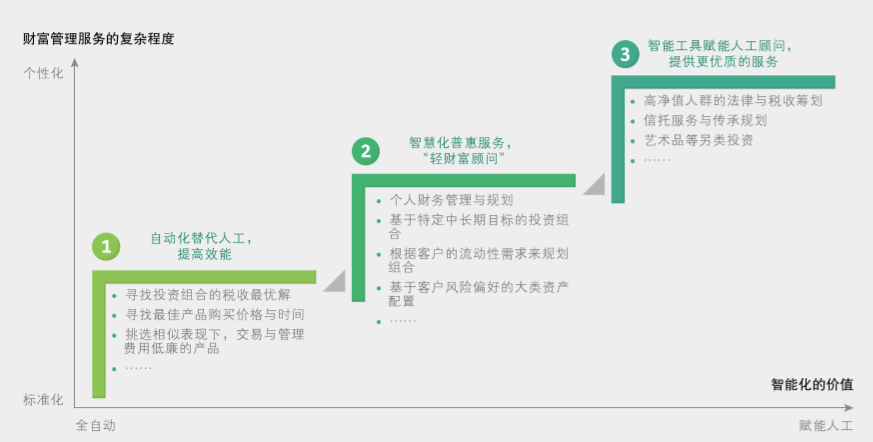 财富管理服务的复杂程度
个性化
3
智能工具赋能人工顾问，
提供更优质的服务
高净值人群的法律与税收筹划
信托服务与传承规划
艺术品等另类投资
……
2
智慧化普惠服务，
“轻财富顾问”
个人财务管理与规划
基于特定中长期目标的投资组
合
根据客户的流动性需求来规划
组合
基于客户风险偏好的大类资产
配置
……
1
自动化替代人工，
提高效能
寻找投资组合的税收最优解
寻找最佳产品购买价格与时间
挑选相似表现下，交易与管理
费用低廉的产品
……
智能化的价值
标准化
全自动
赋能人工